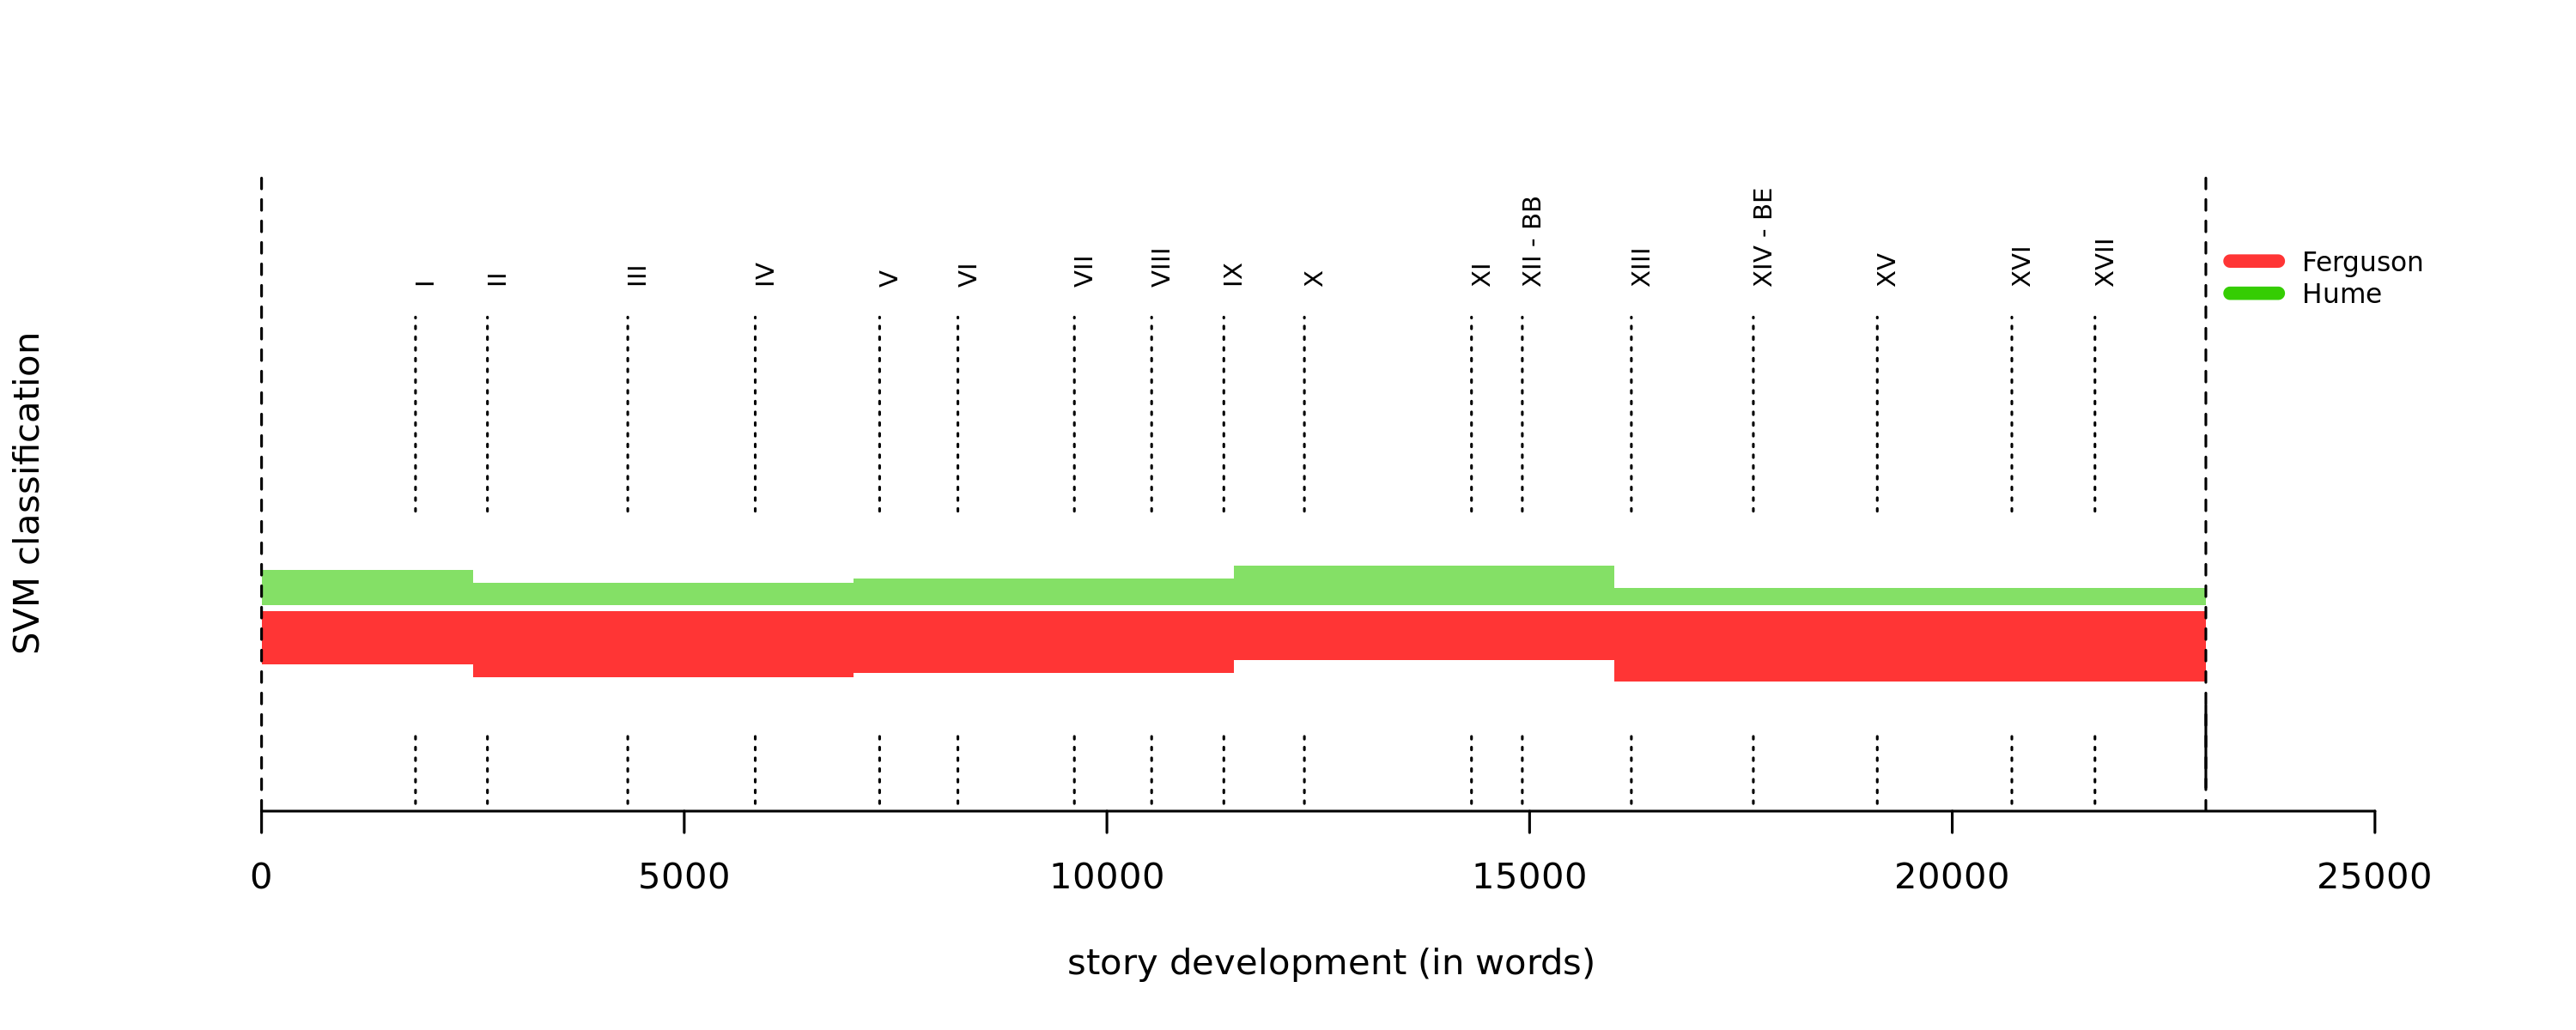 SVM classification
I
II
III
IV
V
VI
VII
VIII
IX
X
XI
XII - BB
XIII
XIV - BE
XV
XVI
XVII
Ferguson
Hume
0
5000
10000
15000
20000
25000
story development (in words)